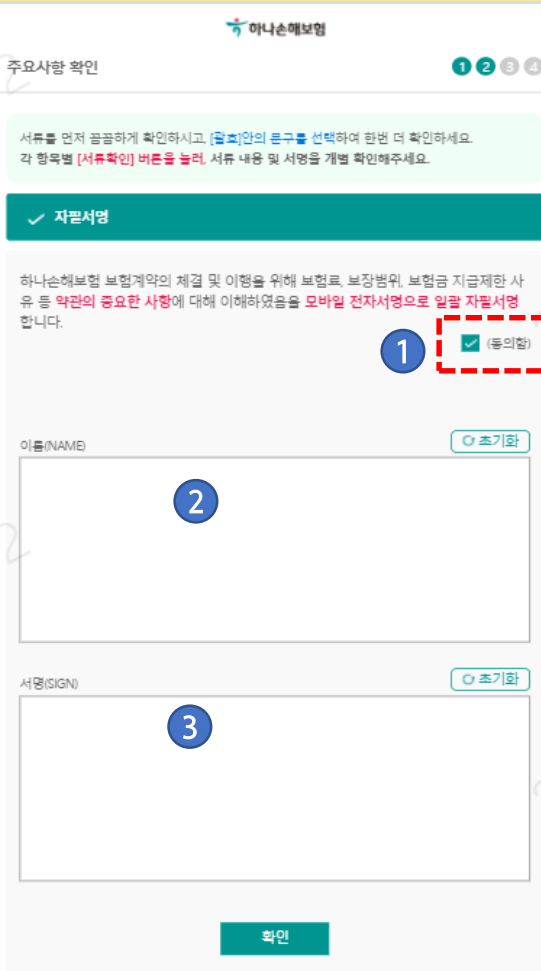 하나손해보험
주요사항 확인
1 2 3 4
서류를 먼저 꼼꼼하게 확인하시고, [괄호]안의 문구를 선택하여 한번 더 확인하세요.
각 항목별 [서류확인] 버튼을 눌러, 서류 내용 및 서명을 개별 확인해주세요.
자필서명
하나손해보험 보험계약의 체결 및 이행을 위해 보험료, 보장범위, 보험금 지급제한 사
유 등 약관의 중요한 사항에 대해 이해하였음을 모바일 전자서명으로 일괄 자필서명
합니다.
1
(동의함)
이름(NAME)
초기화
2
서명(SIGN)
초기화
3
확인